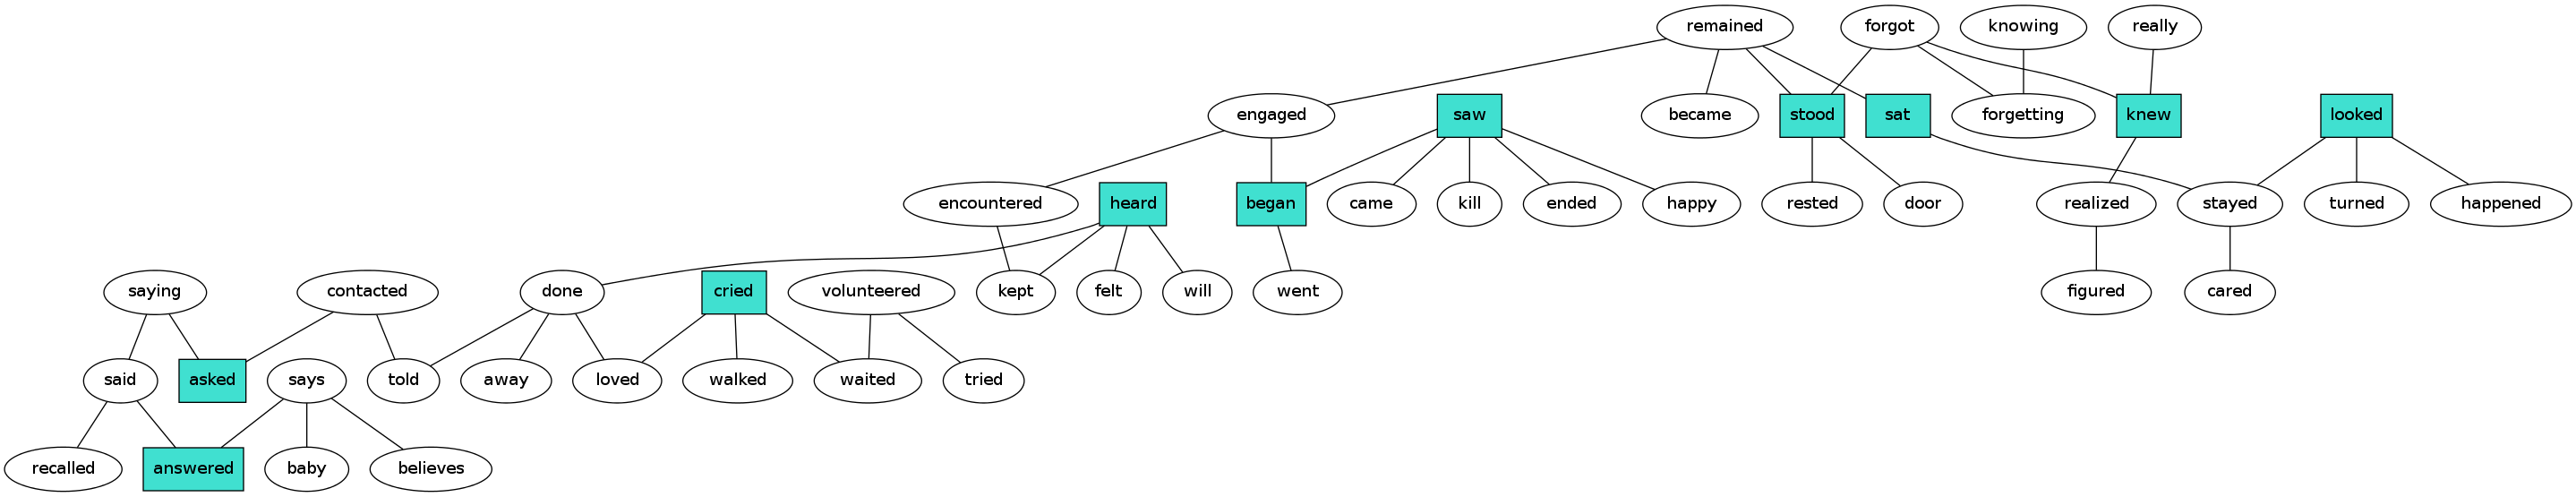 remained
forgot
knowing
really
engaged
saw
became
stood
sat
forgetting
knew
looked
encountered
heard
began
came
kill
ended
happy
rested
door
realized
stayed
turned
happened
saying
contacted
done
cried
volunteered
kept
felt
will
went
figured
cared
said
asked
says
told
away
loved
walked
waited
tried
recalled
answered
baby
believes